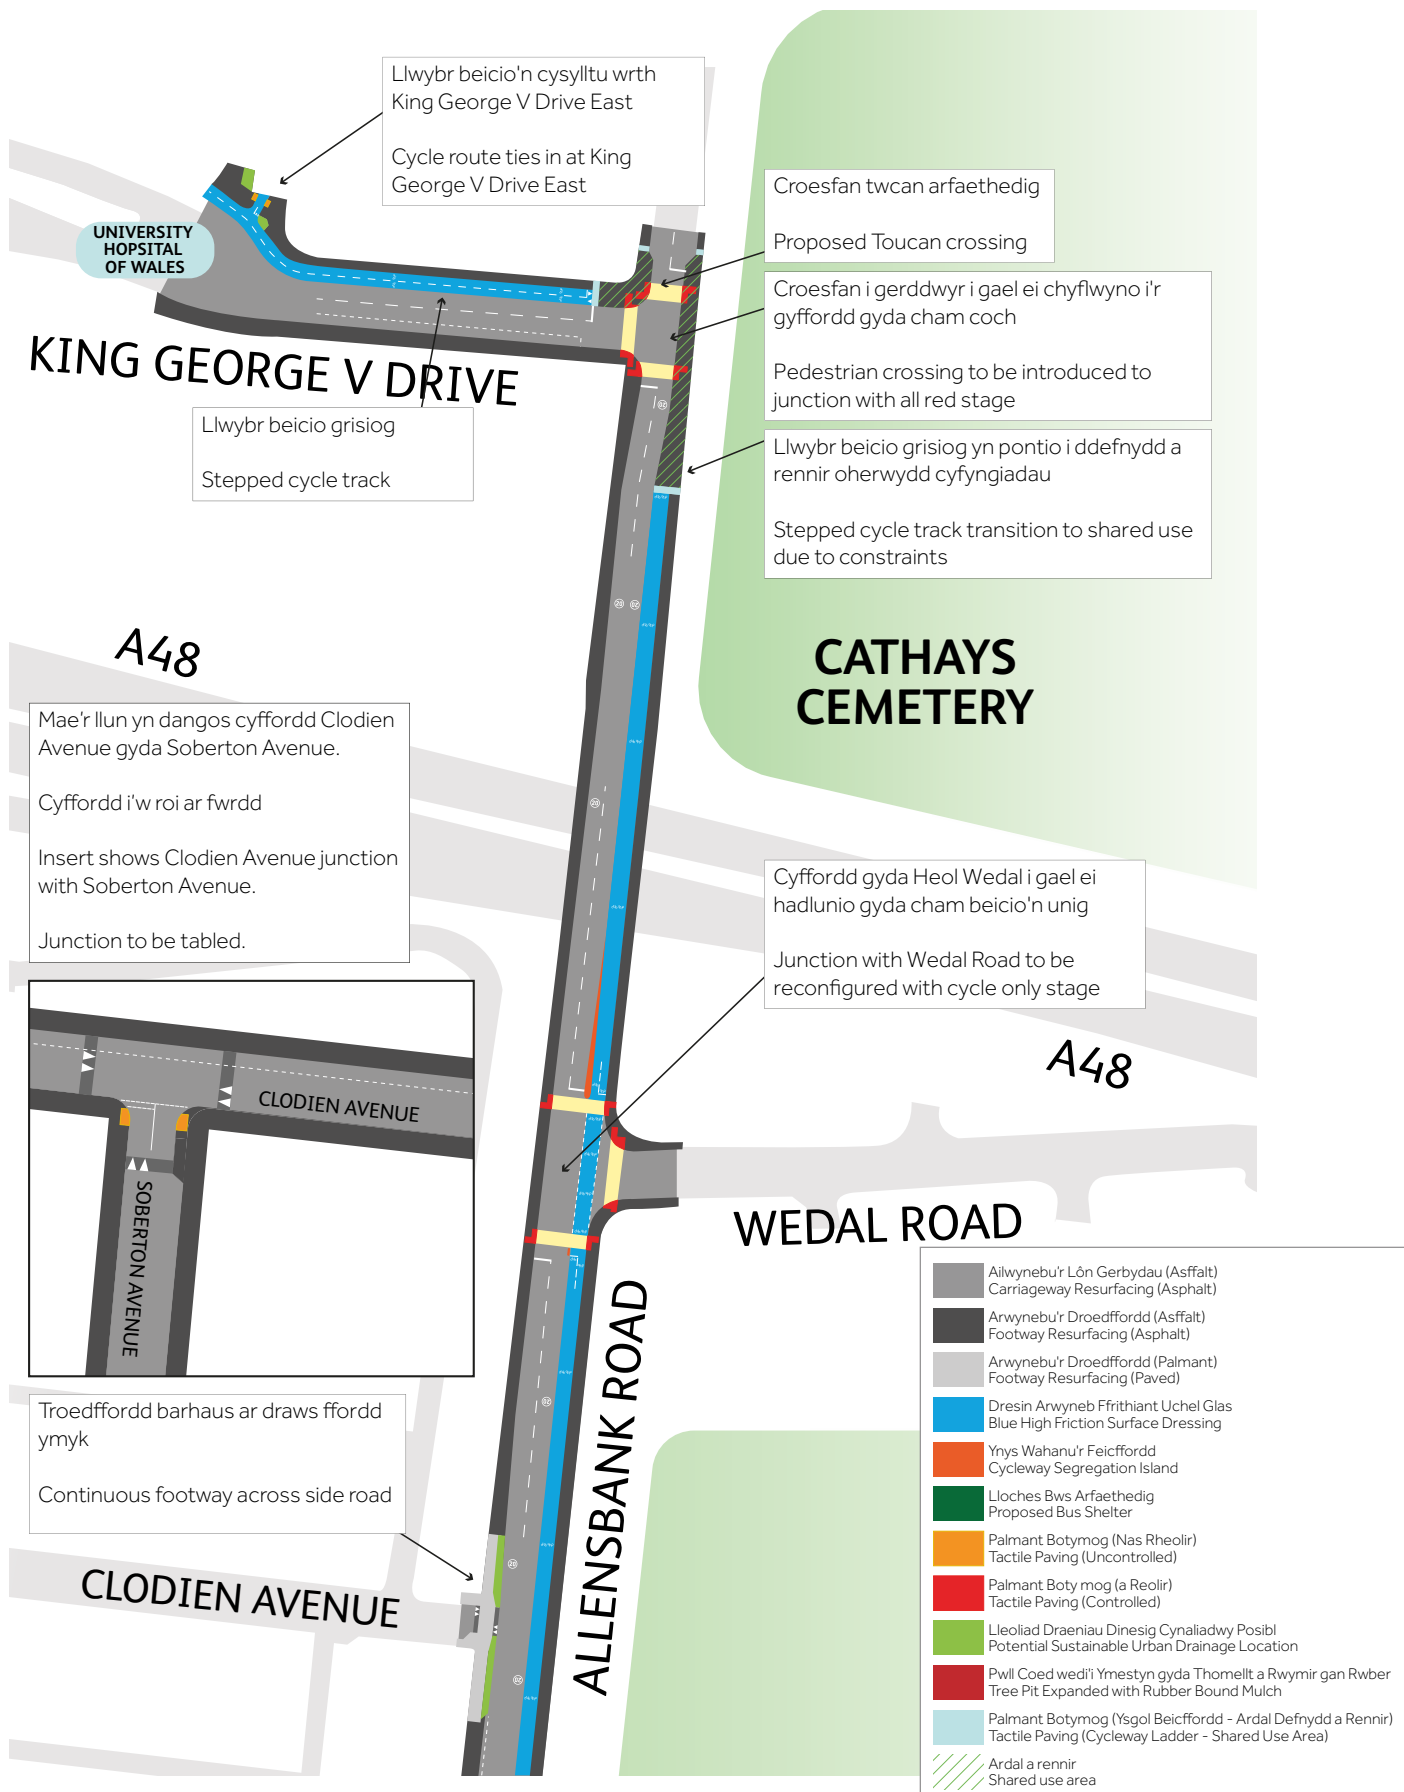 Llwybr beicio'n cysylltu wrth
King George V Drive East
Cycle route ties in at King
George V Drive East
UNIVERSITY
HOPSITAL
OF WALES
Croesfan twcan arfaethedig
Proposed Toucan crossing
Croesfan i gerddwyr i gael ei chyflwyno i'r
gyffordd gyda cham coch
Pedestrian crossing to be introduced to
junction with all red stage
KING GEORGE V DRIVE
Llwybr beicio grisiog
Stepped cycle track
Llwybr beicio grisiog yn pontio i ddefnydd a
rennir oherwydd cyfyngiadau
Stepped cycle track transition to shared use
due to constraints
20
20
20
A48
CATHAYS
CEMETERY
Mae'r llun yn dangos cyffordd Clodien
Avenue gyda Soberton Avenue.
Cyffordd i'w roi ar fwrdd
Insert shows Clodien Avenue junction
with Soberton Avenue.
Junction to be tabled.
20
Cyffordd gyda Heol Wedal i gael ei
hadlunio gyda cham beicio'n unig
Junction with Wedal Road to be
reconfigured with cycle only stage
A48
CLODIEN AVENUE
SOBERTON AVENUE
WEDAL ROAD
ALLENSBANK ROAD
20
Troedffordd barhaus ar draws ffordd
ymyk
Continuous footway across side road
20
CLODIEN AVENUE
20
Ailwynebu'r Lôn Gerbydau (Asffalt)
Carriageway Resurfacing (Asphalt)
Arwynebu'r Droedffordd (Asffalt)
Footway Resurfacing (Asphalt)
Arwynebu'r Droedffordd (Palmant)
Footway Resurfacing (Paved)
Dresin Arwyneb Ffrithiant Uchel Glas
Blue High Friction Surface Dressing
Ynys Wahanu'r Feicffordd
Cycleway Segregation Island
Lloches Bws Arfaethedig
Proposed Bus Shelter
Palmant Botymog (Nas Rheolir)
Tactile Paving (Uncontrolled)
Palmant Boty mog (a Reolir)
Tactile Paving (Controlled)
Lleoliad Draeniau Dinesig Cynaliadwy Posibl
Potential Sustainable Urban Drainage Location
Pwll Coed wedi'i Ymestyn gyda Thomellt a Rwymir gan Rwber
Tree Pit Expanded with Rubber Bound Mulch
Palmant Botymog (Ysgol Beicffordd - Ardal Defnydd a Rennir)
Tactile Paving (Cycleway Ladder - Shared Use Area)
Ardal a rennir
Shared use area